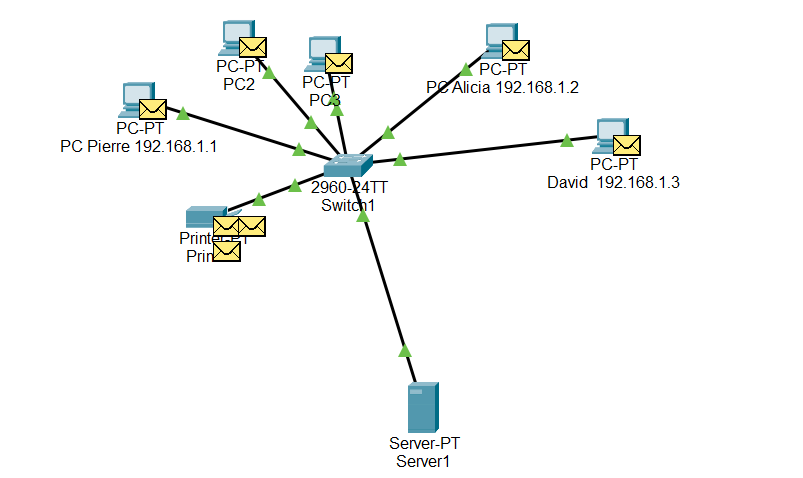 PC-PT
PC2
PC-PT
PC3
PC-PT
PC Alicia 192.168.1.2
PC-PT
PC Pierre 192.168.1.1
PC-PT
David  192.168.1.3
2960-24TT
Switch1
Server-PT
Server1